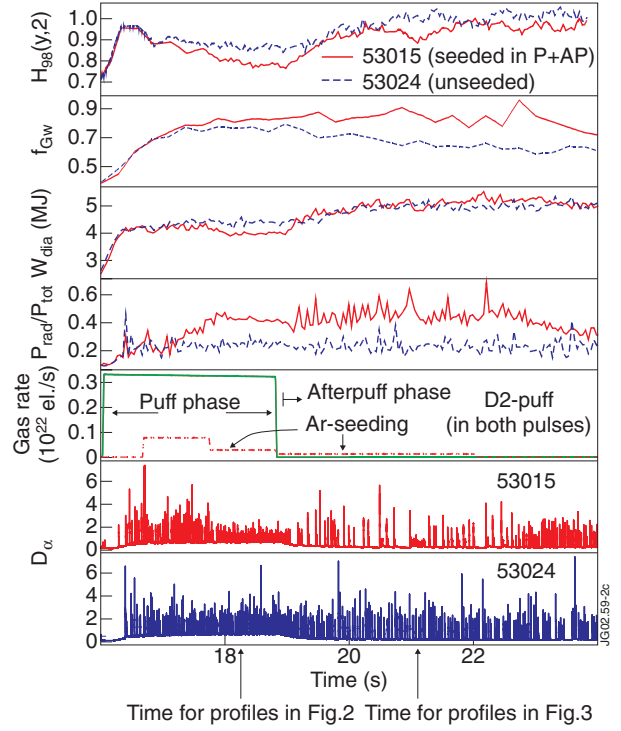 H98(y,2)
1.0
0.9
0.8
0.7
53015 (seeded in P+AP)
53024 (unseeded)
fGw
0.9
0.7
0.5
Wdia (MJ)
5
4
3
Prad/Ptot
0.6
0.4
0.2
Gas rate
(10^22 el./s)
0.3
0.2
0.1
0
Puff phase
Afterpuff phase
Ar-seeding
D2-puff
(in both pulses)
Dα
6
4
2
0
53015
6
4
2
0
53024
18
20
22
Time (s)
Time for profiles in Fig.2
Time for profiles in Fig.3
JG02.59-2c